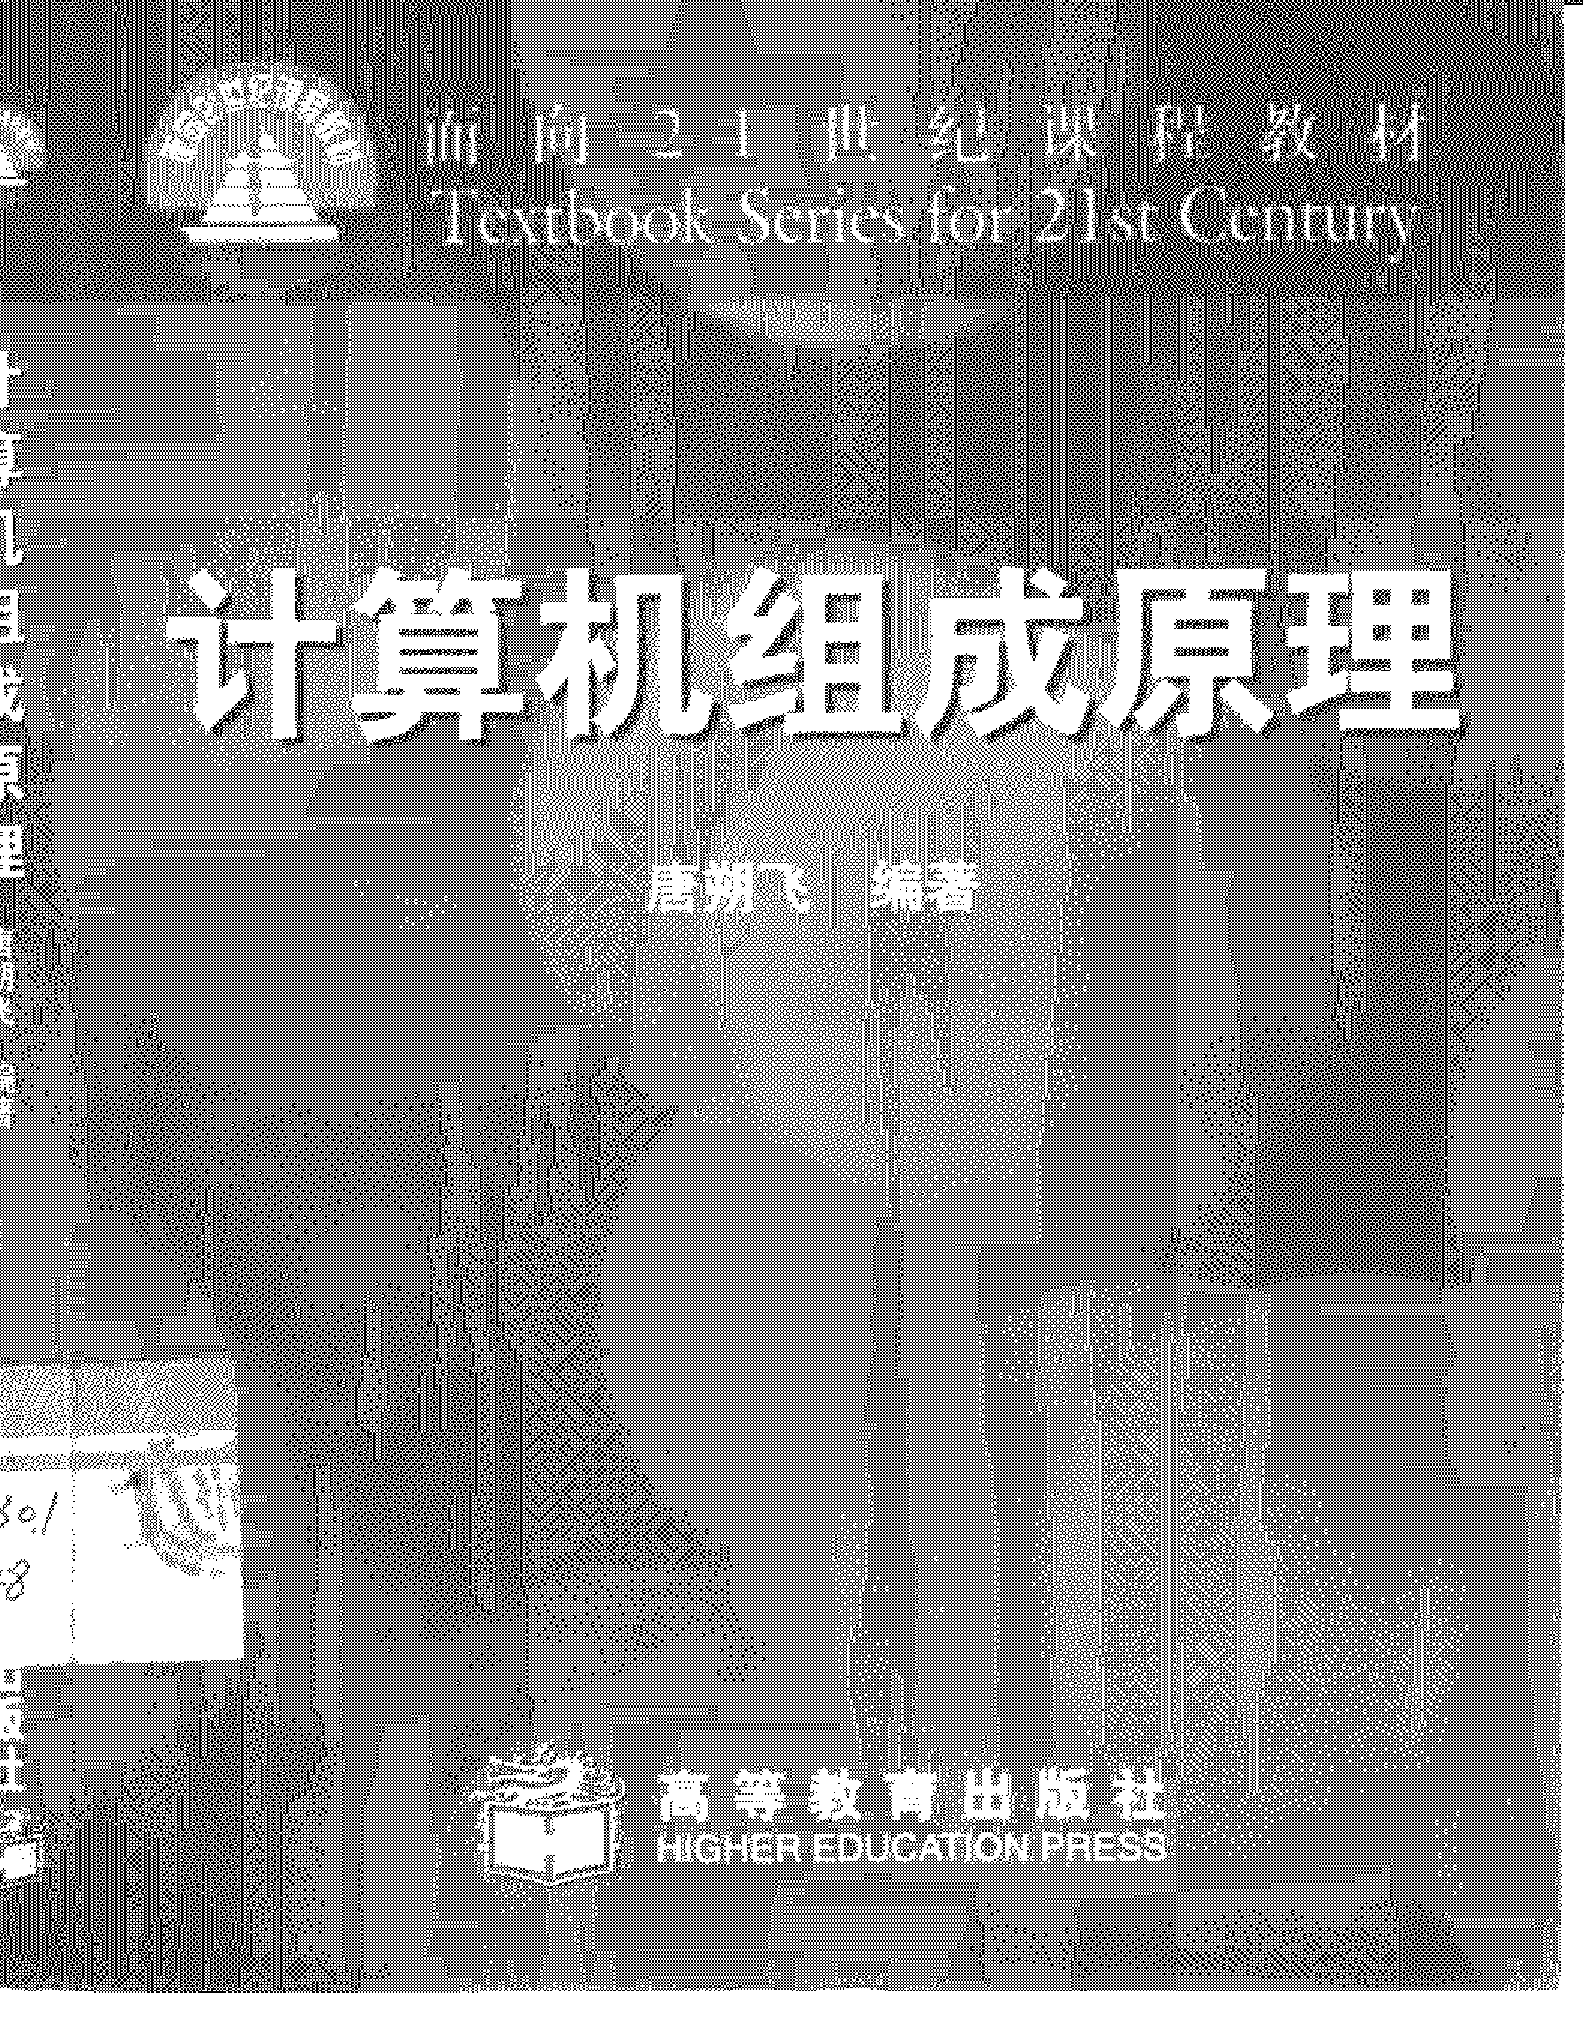 面向21世纪课程教材
Textbook Series for 21st Century
计算机组成原理
唐朔飞 编著
高等教育出版社
HIGHER EDUCATION PRESS